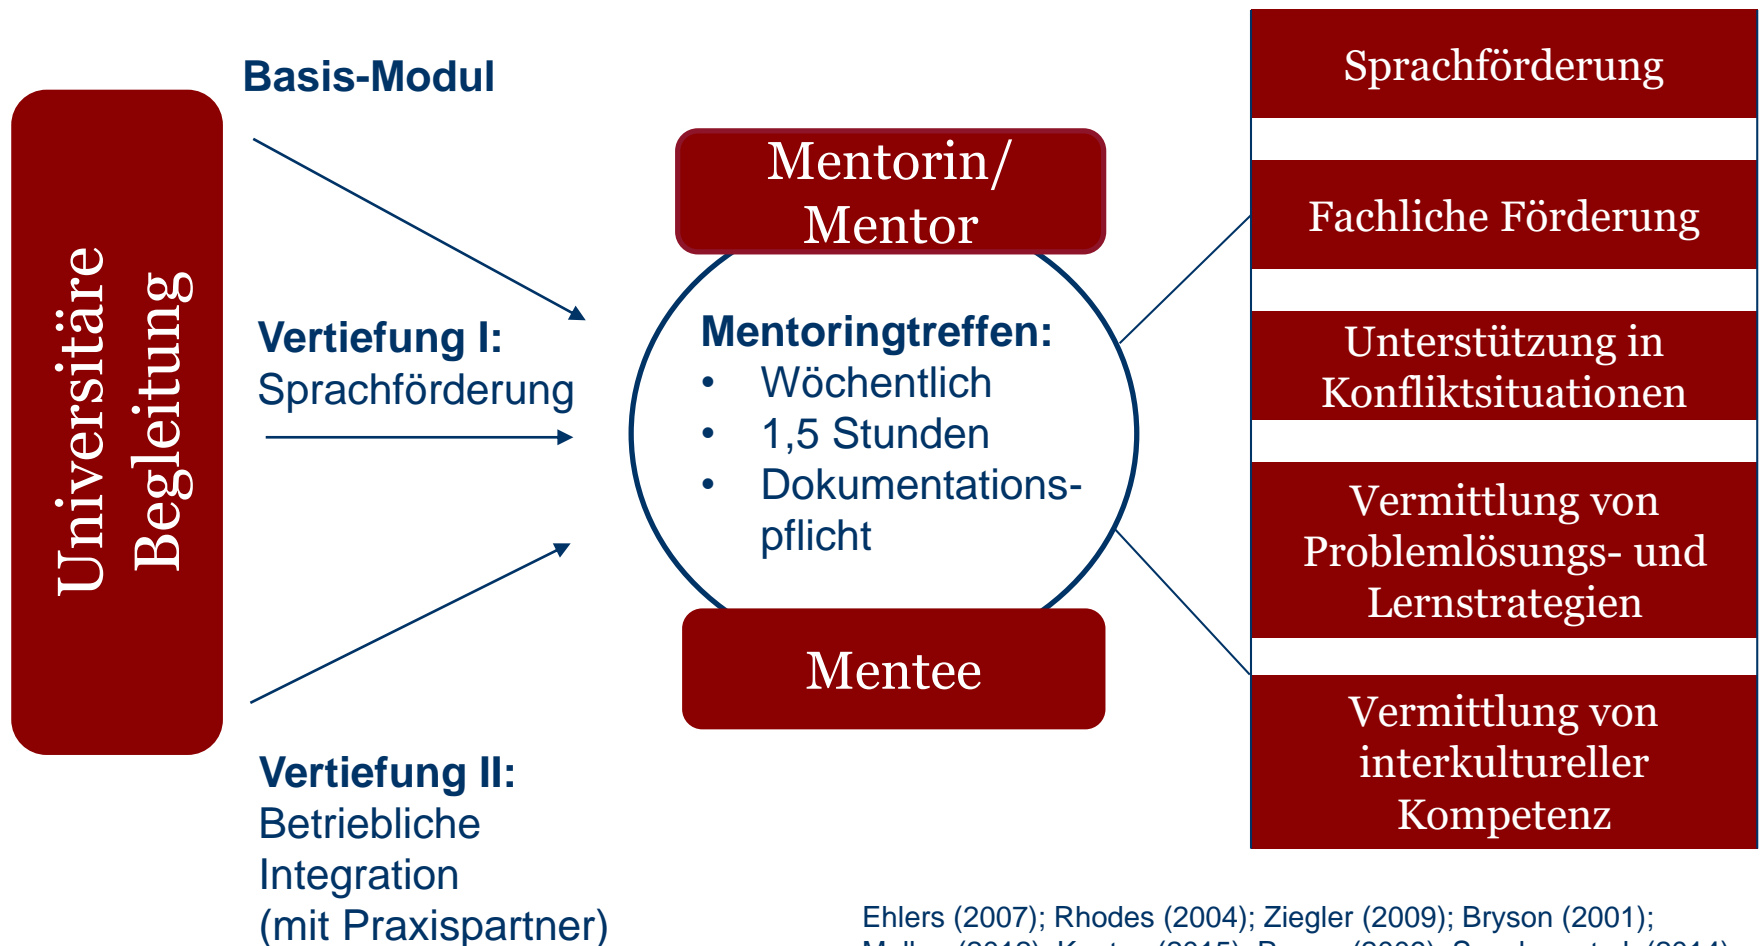 Universitäre
Begleitung
Basis-Modul
Vertiefung I:
Sprachförderung
Vertiefung II:
Betriebliche
Integration
(mit Praxispartner)
Mentorin/
Mentor
Mentoringtreffen:
• Wöchentlich
• 1,5 Stunden
• Dokumentations-
pflicht
Mentee
Sprachförderung
Fachliche Förderung
Unterstützung in
Konfliktsituationen
Vermittlung von
Problemlösungs- und
Lernstrategien
Vermittlung von
interkultureller
Kompetenz
Ehlers (2007); Rhodes (2004); Ziegler (2009); Bryson (2001);